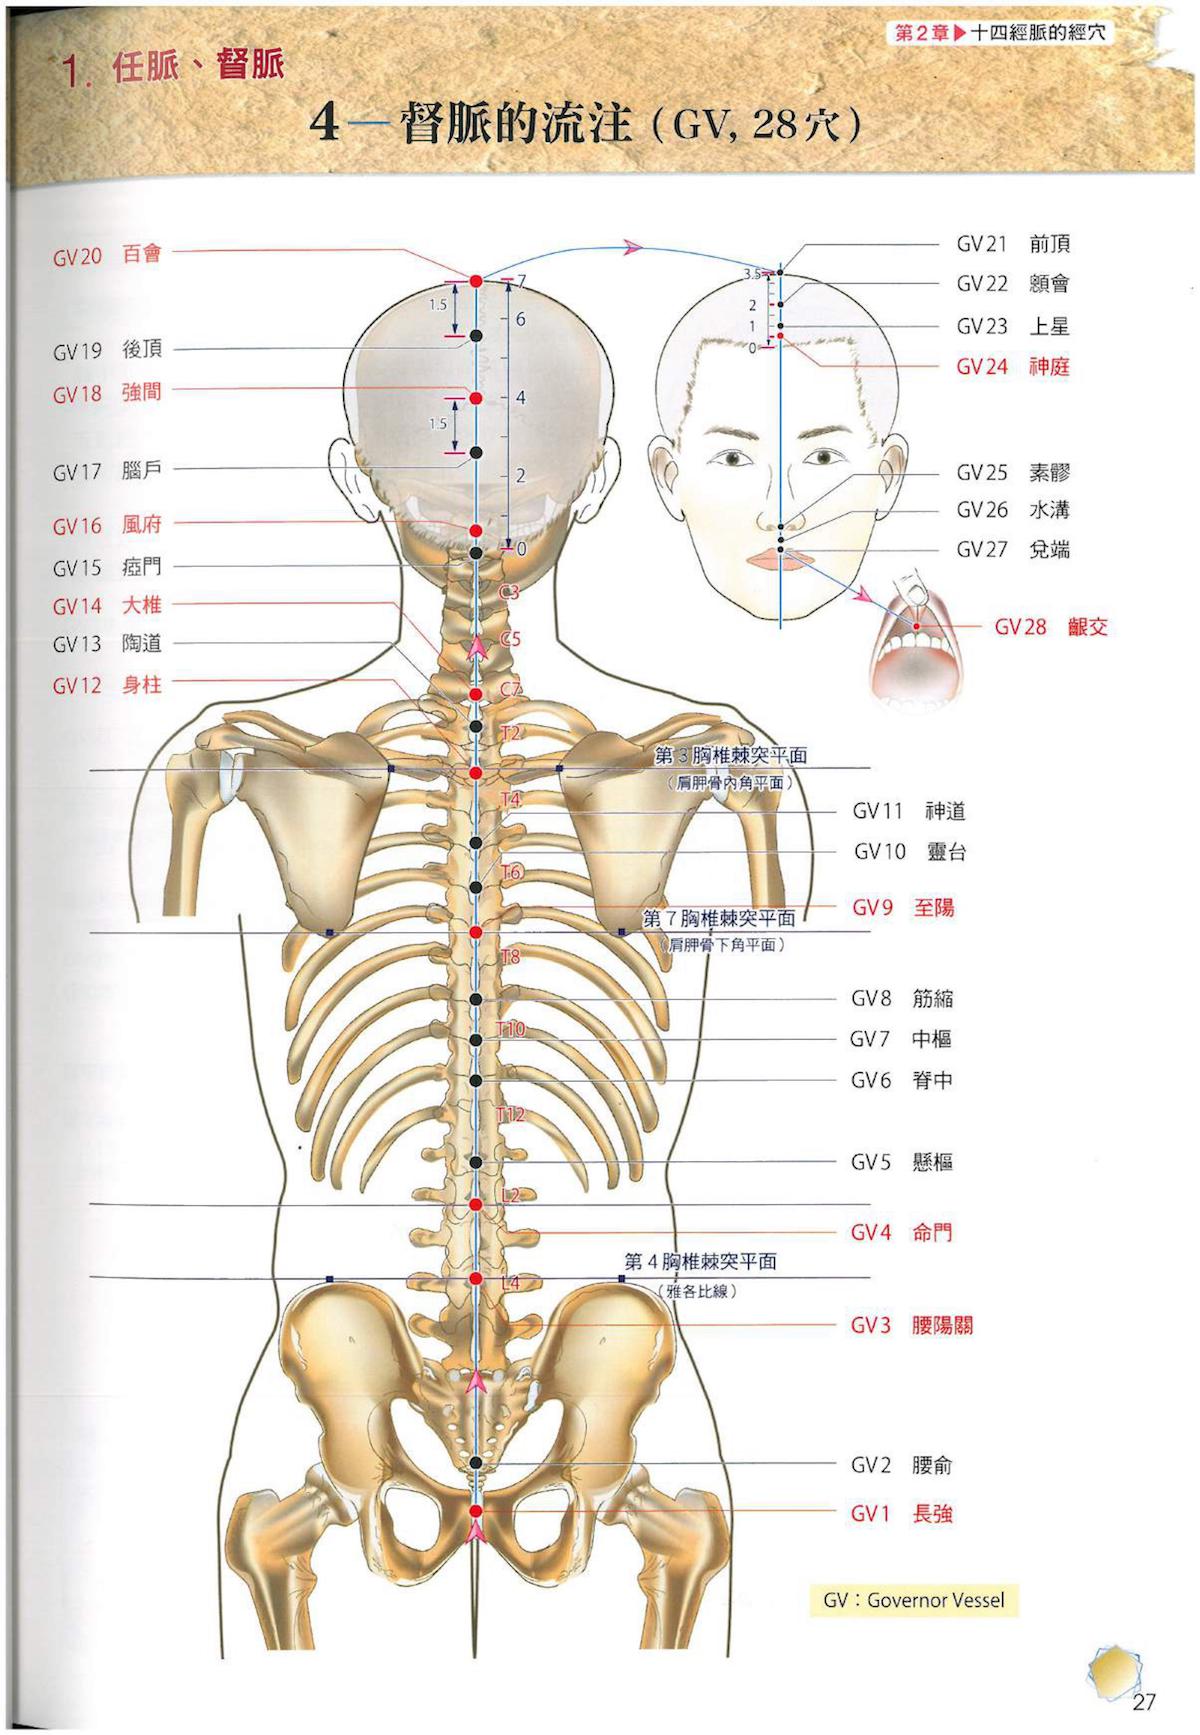 第2章▶十四經脈的經穴
1. 任脈、督脈
4—督脈的流注(GV, 28穴)
GV20 百會
GV19 後頂
GV18 強間
GV17 腦戶
GV16 風府
GV15 瘂門
GV14 大椎
GV13 陶道
GV12 身柱
1.5
1.5
7
6
4
2
0
C3
C5
C7
T2
T4
T6
T8
T10
T12
L2
L4
3.5
2
1
0
GV21 前頂
GV22 顖會
GV23 上星
GV24 神庭
GV25 素髎
GV26 水溝
GV27 兌端
GV28 齦交
第3胸椎棘突平面
(肩胛骨內角平面)
GV11 神道
GV10 靈台
GV9 至陽
第7胸椎棘突平面
(肩胛骨下角平面)
GV8 筋縮
GV7 中樞
GV6 脊中
GV5 懸樞
GV4 命門
第4胸椎棘突平面
(雅各比線)
GV3 腰陽關
GV2 腰俞
GV1 長強
GV：Governor Vessel
27